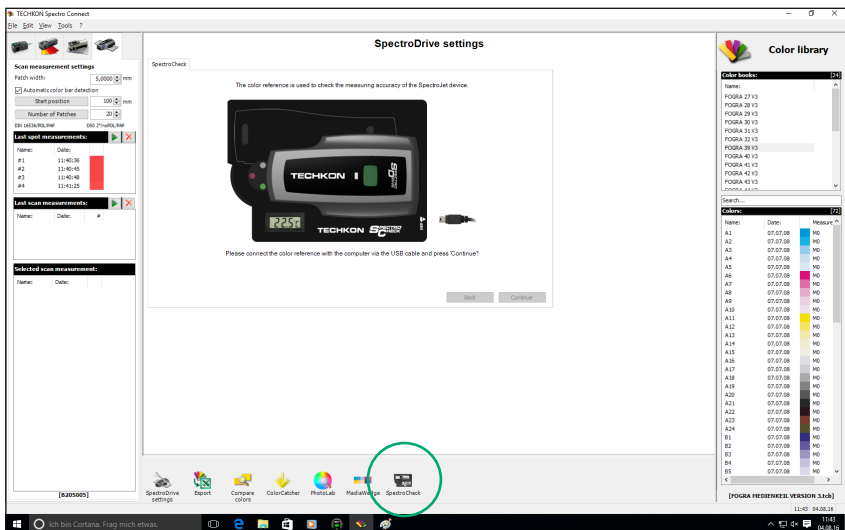 TECHKON Spectro Connect
File Edit View Tools ?
Scan measurement settings
Patch width: 5,0000 mm
Automatic color bar detection
Start position 100 mm
Number of Patches 20
DIN 16536/POL/PAP D50 2°/noPOL/PAP
Last spot measurements:
Name: Date:
#1 11:40:36
#2 11:40:45
#3 11:40:48
#4 11:41:25
Last scan measurements:
Name: Date: #
Selected scan measurement:
Name: Date:
[B205005]
SpectroDrive settings
SpectroCheck
The color reference is used to check the measuring accuracy of the SpectroJet device.
TECHKON
22.5°C
TECHKON SPECTRO CHECK
Please connect the color reference with the computer via the USB cable and press 'Continue'!
Back Continue
SpectroDrive settings
Export
Compare colors
ColorCatcher
PhotoLab
MediaWedge
SpectroCheck
Color library
Color books: [24]
Name:
FOGRA 27 V3
FOGRA 28 V3
FOGRA 29 V3
FOGRA 30 V3
FOGRA 31 V3
FOGRA 32 V3
FOGRA 39 V3
FOGRA 40 V3
FOGRA 41 V3
FOGRA 42 V3
FOGRA 43 V3
Search...
Colors: [72]
Name: Date: Measure
A1 07.07.08 M0
A2 07.07.08 M0
A3 07.07.08 M0
A4 07.07.08 M0
A5 07.07.08 M0
A6 07.07.08 M0
A7 07.07.08 M0
A8 07.07.08 M0
A9 07.07.08 M0
A10 07.07.08 M0
A11 07.07.08 M0
A12 07.07.08 M0
A13 07.07.08 M0
A14 07.07.08 M0
A15 07.07.08 M0
A16 07.07.08 M0
A17 07.07.08 M0
A18 07.07.08 M0
A19 07.07.08 M0
A20 07.07.08 M0
A21 07.07.08 M0
A22 07.07.08 M0
A23 07.07.08 M0
A24 07.07.08 M0
B1 07.07.08 M0
B2 07.07.08 M0
B3 07.07.08 M0
B4 07.07.08 M0
B5 07.07.08 M0
[FOGRA MEDIENKEIL VERSION 3.tcb]
11:43 04.08.16
Ich bin Cortana. Frag mich etwas.
11:43
04.08.16